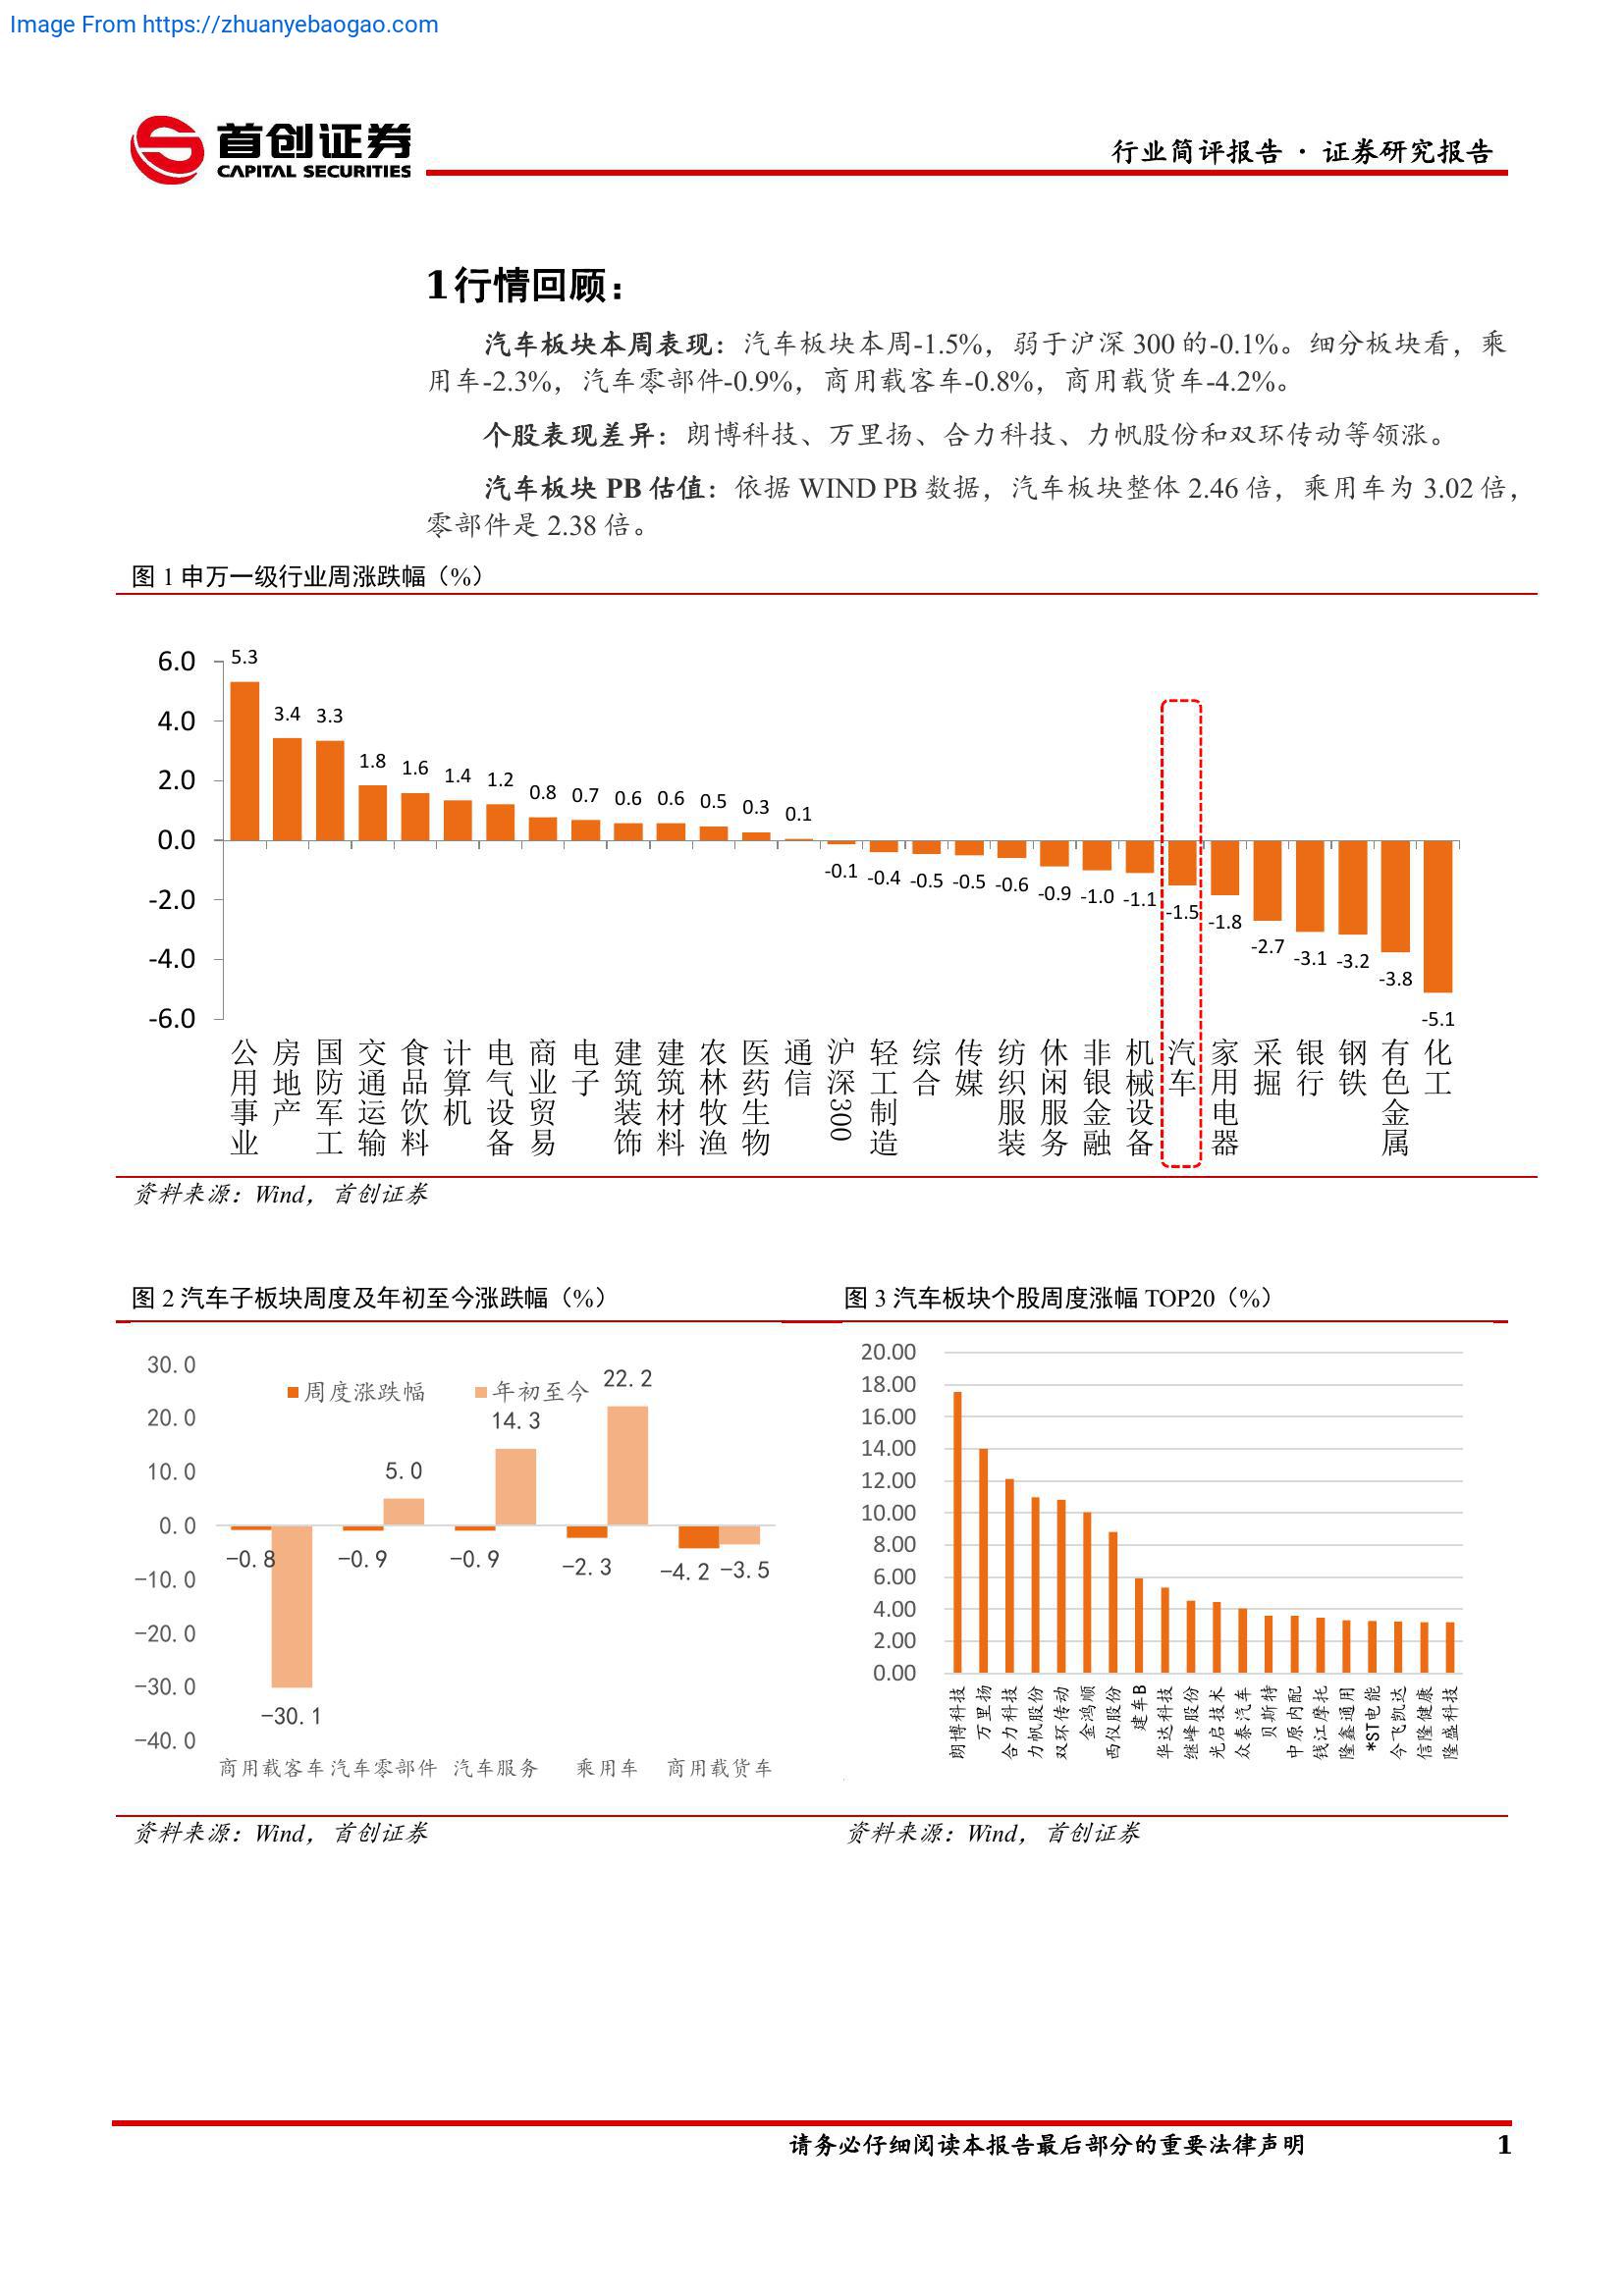 Image From https://zhuanyebaogao.com
首创证券
CAPITAL SECURITIES
行业简评报告 · 证券研究报告
1 行情回顾：
汽车板块本周表现：汽车板块本周-1.5%，弱于沪深 300 的-0.1%。细分板块看，乘
用车-2.3%，汽车零部件-0.9%，商用载客车-0.8%，商用载货车-4.2%。
个股表现差异：朗博科技、万里扬、合力科技、力帆股份和双环传动等领涨。
汽车板块 PB 估值：依据 WIND PB 数据，汽车板块整体 2.46 倍，乘用车为 3.02 倍，
零部件是 2.38 倍。
图 1 申万一级行业周涨跌幅（%）
6.0
4.0
2.0
0.0
-2.0
-4.0
-6.0
5.3 3.4 3.3 1.8 1.6 1.4 1.2 0.8 0.7 0.6 0.6 0.5 0.3 0.1 -0.1 -0.4 -0.5 -0.5 -0.6 -0.9 -1.0 -1.1 -1.5 -1.8 -2.7 -3.1 -3.2 -3.8 -5.1
公用事业
房地产
国防军工
交通运输
食品饮料
计算机
电气设备
商业贸易
电子
建筑装饰
建筑材料
农林牧渔
医药生物
通信
沪深300
轻工制造
综合
传媒
纺织服装
休闲服务
非银金融
机械设备
汽车
家用电器
采掘
银行
钢铁
有色金属
化工
资料来源：Wind，首创证券
图 2 汽车子板块周度及年初至今涨跌幅（%）
30.0
20.0
10.0
0.0
-10.0
-20.0
-30.0
-40.0
周度涨跌幅 年初至今
-0.8 -30.1 -0.9 5.0 -0.9 14.3 -2.3 22.2 -4.2 -3.5
商用载客车 汽车零部件 汽车服务 乘用车 商用载货车
资料来源：Wind，首创证券
图 3 汽车板块个股周度涨幅 TOP20（%）
20.00
18.00
16.00
14.00
12.00
10.00
8.00
6.00
4.00
2.00
0.00
朗博科技
万里扬
合力科技
力帆股份
双环传动
金鸿顺
西仪股份
建车B
华达科技
继峰股份
光启技术
众泰汽车
贝斯特
中原内配
钱江摩托
隆鑫通用
*ST电能
今飞凯达
信隆健康
隆盛科技
资料来源：Wind，首创证券
请务必仔细阅读本报告最后部分的重要法律声明 1